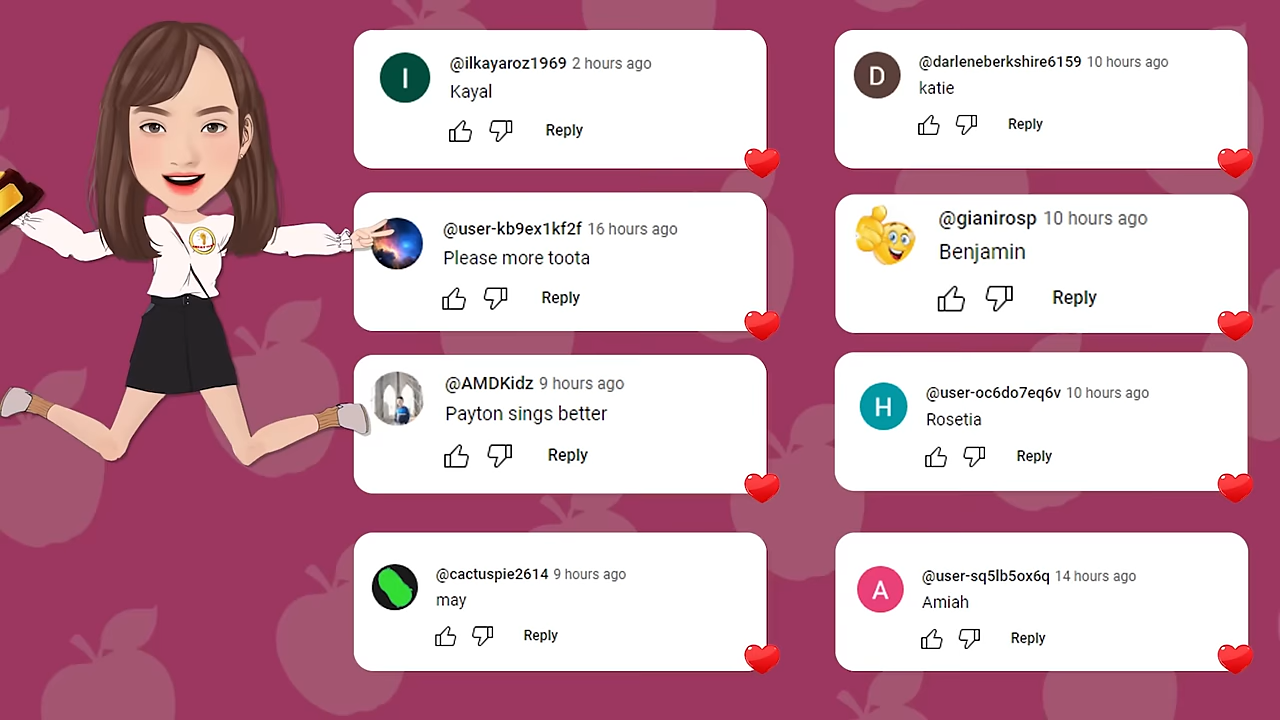 I
@ilkayaroz1969 2 hours ago
Kayal
Reply
@user-kb9ex1kf2f 16 hours ago
Please more toota
Reply
@AMDKidz 9 hours ago
Payton sings better
Reply
@cactuspie2614 9 hours ago
may
Reply
D
@darleneberkshire6159 10 hours ago
katie
Reply
@gianirosp 10 hours ago
Benjamin
Reply
H
@user-oc6do7eq6v 10 hours ago
Rosetia
Reply
A
@user-sq5lb5ox6q 14 hours ago
Amiah
Reply